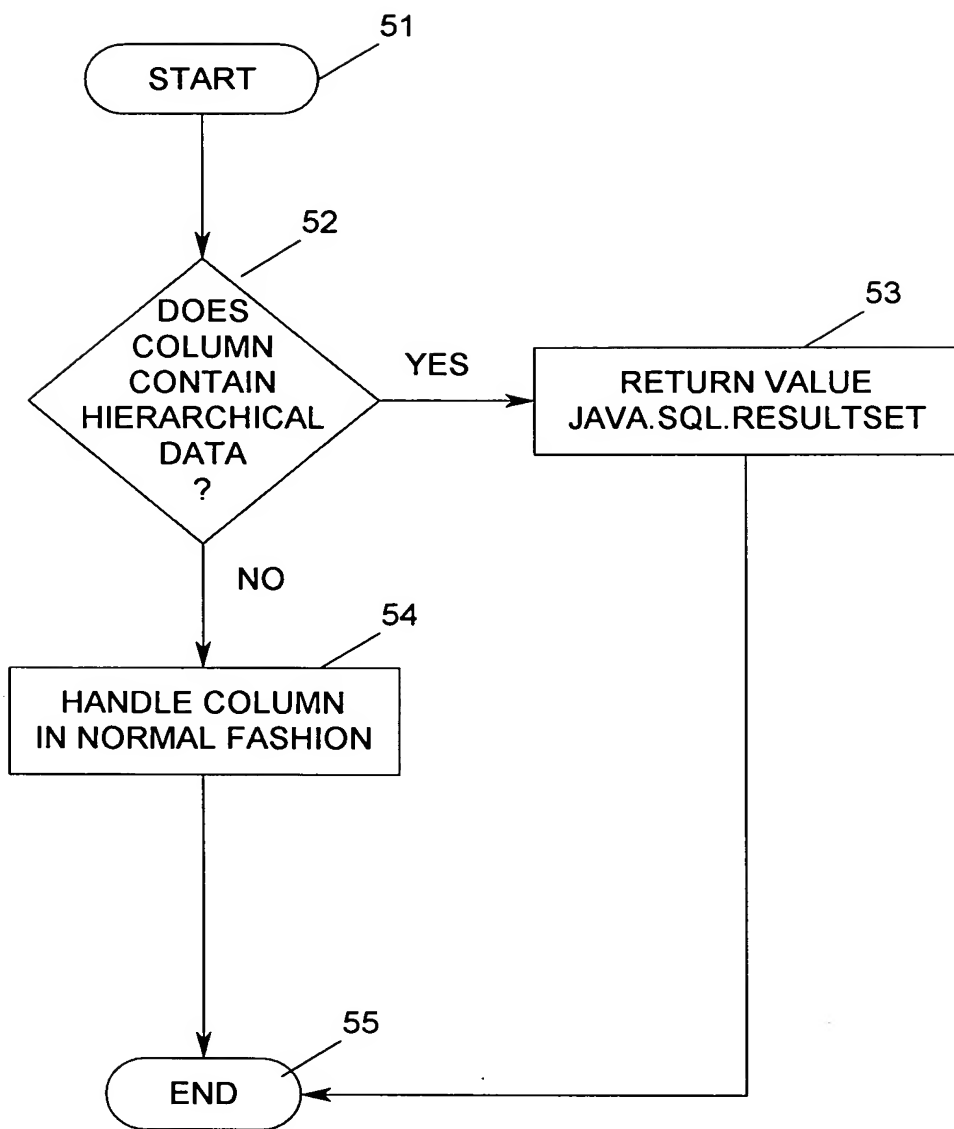 51
START
52
DOES
COLUMN
CONTAIN
HIERARCHICAL
DATA
?
YES
53
RETURN VALUE
JAVA.SQL.RESULTSET
NO
54
HANDLE COLUMN
IN NORMAL FASHION
55
END